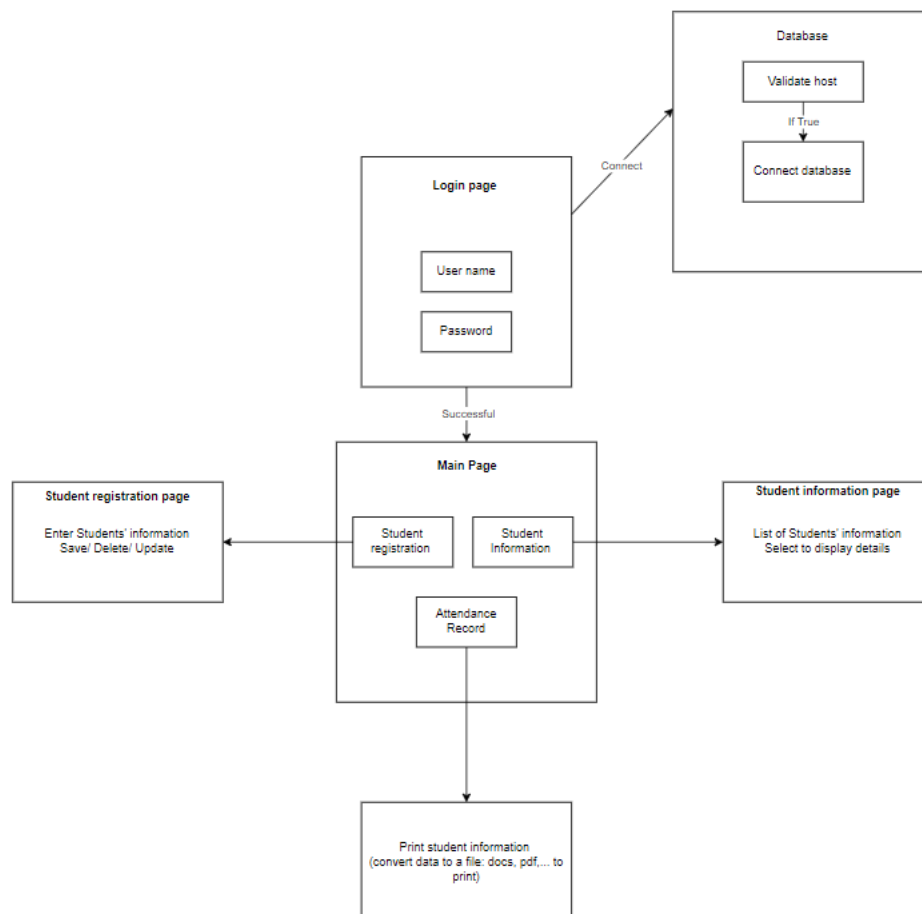 Database
Validate host
If True
Connect database
Connect
Login page
User name
Password
Successful
Main Page
Student
registration
Student
Information
Attendance
Record
Student registration page
Enter Students' information
Save/ Delete/ Update
Student information page
List of Students' information
Select to display details
Print student information
(convert data to a file: docs, pdf,... to
print)